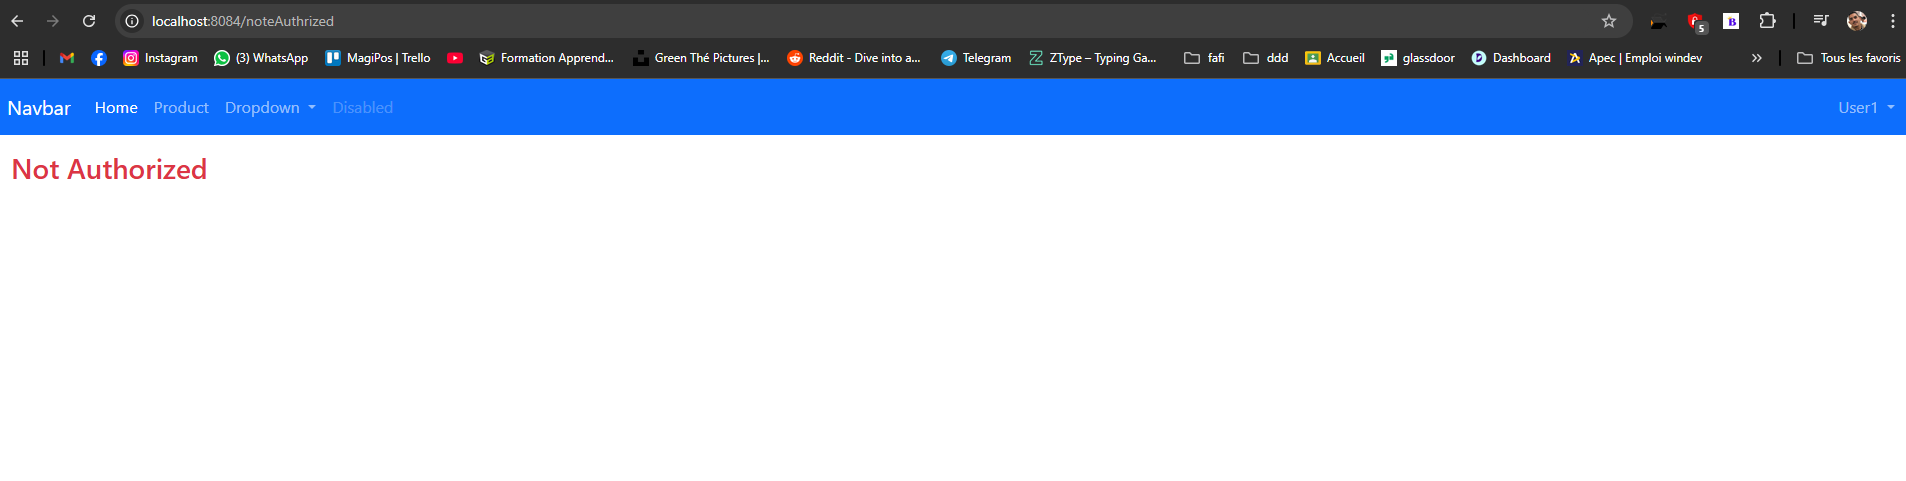 localhost:8084/noteAuthrized
5
B
Instagram (3) WhatsApp MagiPos | Trello Formation Apprend... Green Thé Pictures |... Reddit - Dive into a... Telegram ZType – Typing Ga... fafi ddd Accueil glassdoor Dashboard Apec | Emploi windev » Tous les favoris
Navbar Home Product Dropdown Disabled User1
Not Authorized